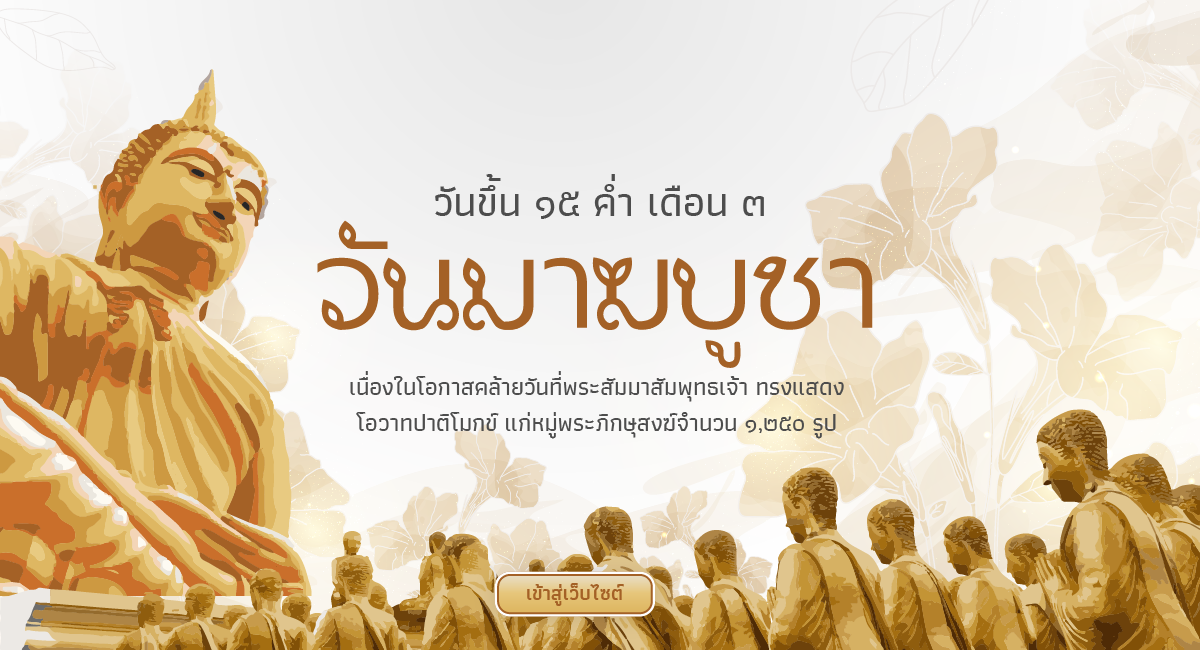 วันขึ้น ๑๕ ค่ำ เดือน ๓
วันมาฆบูชา
เนื่องในโอกาสคล้ายวันที่พระสัมมาสัมพุทธเจ้า ทรงแสดง
โอวาทปาติโมกข์ แก่หมู่พระภิกษุสงฆ์จำนวน ๑,๒๕๐ รูป
เข้าสู่เว็บไซต์